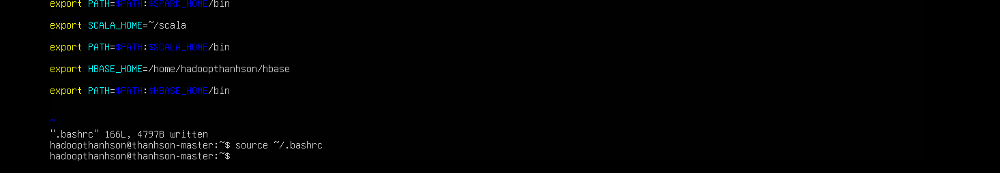 export PATH=$PATH:$SPARK_HOME/bin
export SCALA_HOME=~/scala
export PATH=$PATH:$SCALA_HOME/bin
export HBASE_HOME=/home/hadoopthanhson/hbase
export PATH=$PATH:$HBASE_HOME/bin
~
".bashrc" 166L, 4797B written
hadoopthanhson@thanhson-master:~$ source ~/.bashrc
hadoopthanhson@thanhson-master:~$